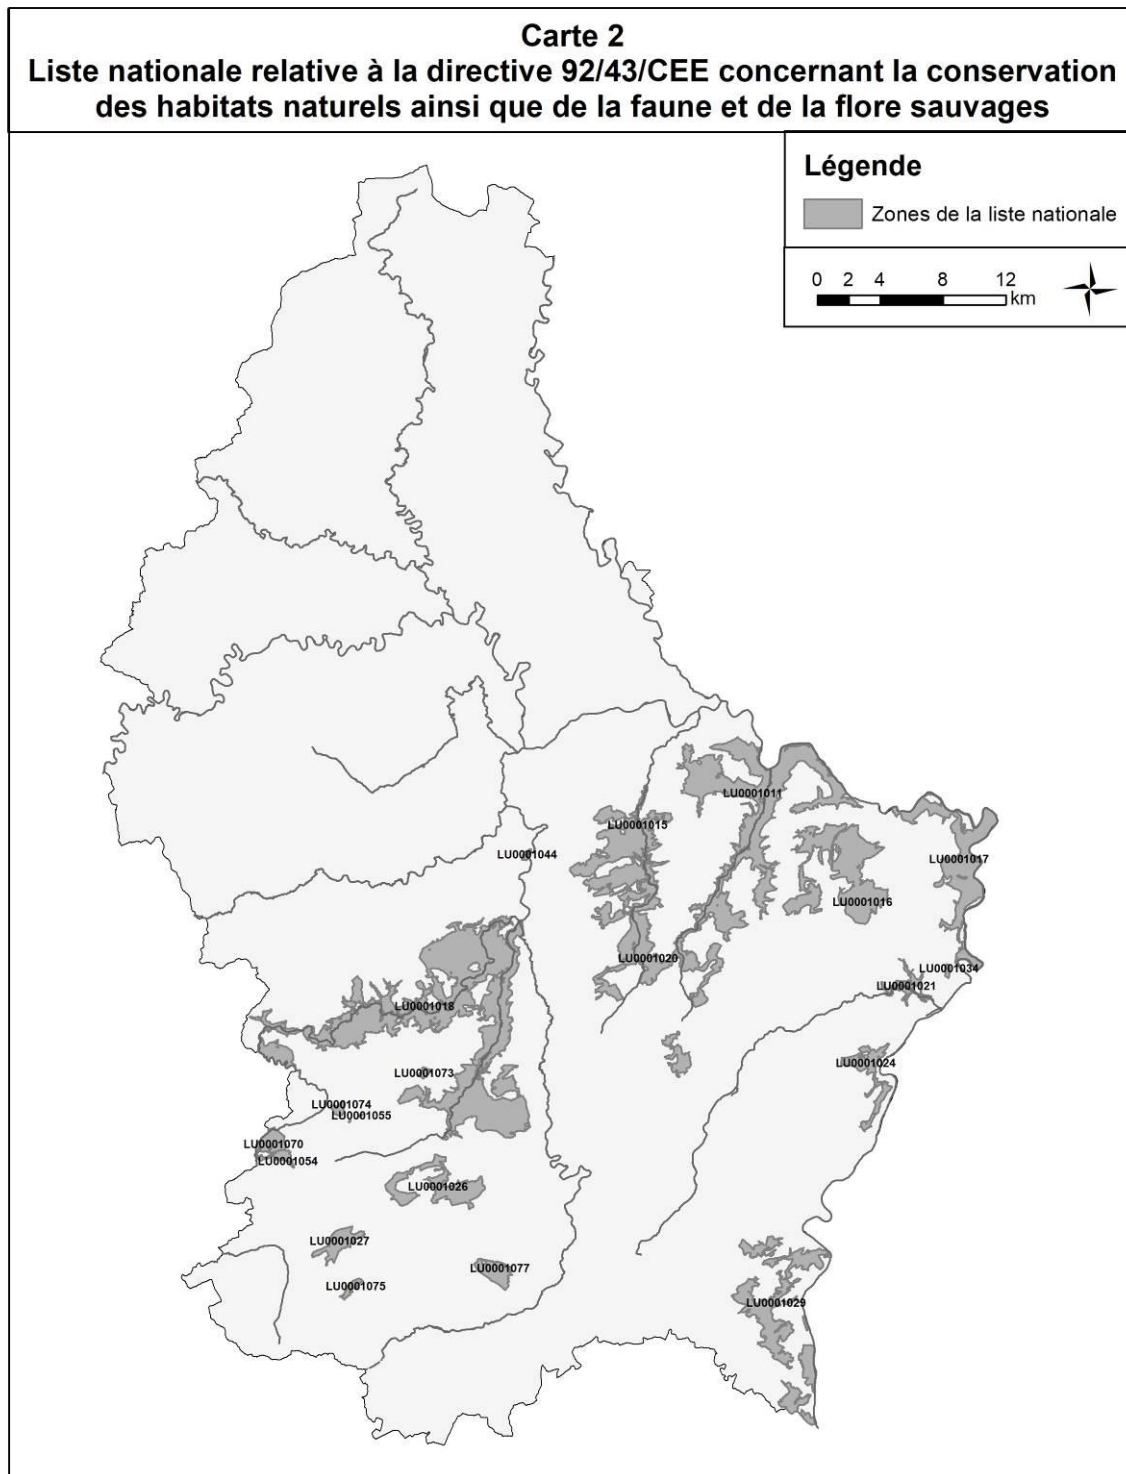 Carte 2
Liste nationale relative à la directive 92/43/CEE concernant la conservation
des habitats naturels ainsi que de la faune et de la flore sauvages
Légende
Zones de la liste nationale
0 2 4 8 12
km
LU0001011
LU0001015
LU0001044
LU0001017
LU0001016
LU0001020
LU0001034
LU0001021
LU0001018
LU0001024
LU0001073
LU0001074
LU0001055
LU0001070
LU0001054
LU0001026
LU0001027
LU0001077
LU0001075
LU0001029